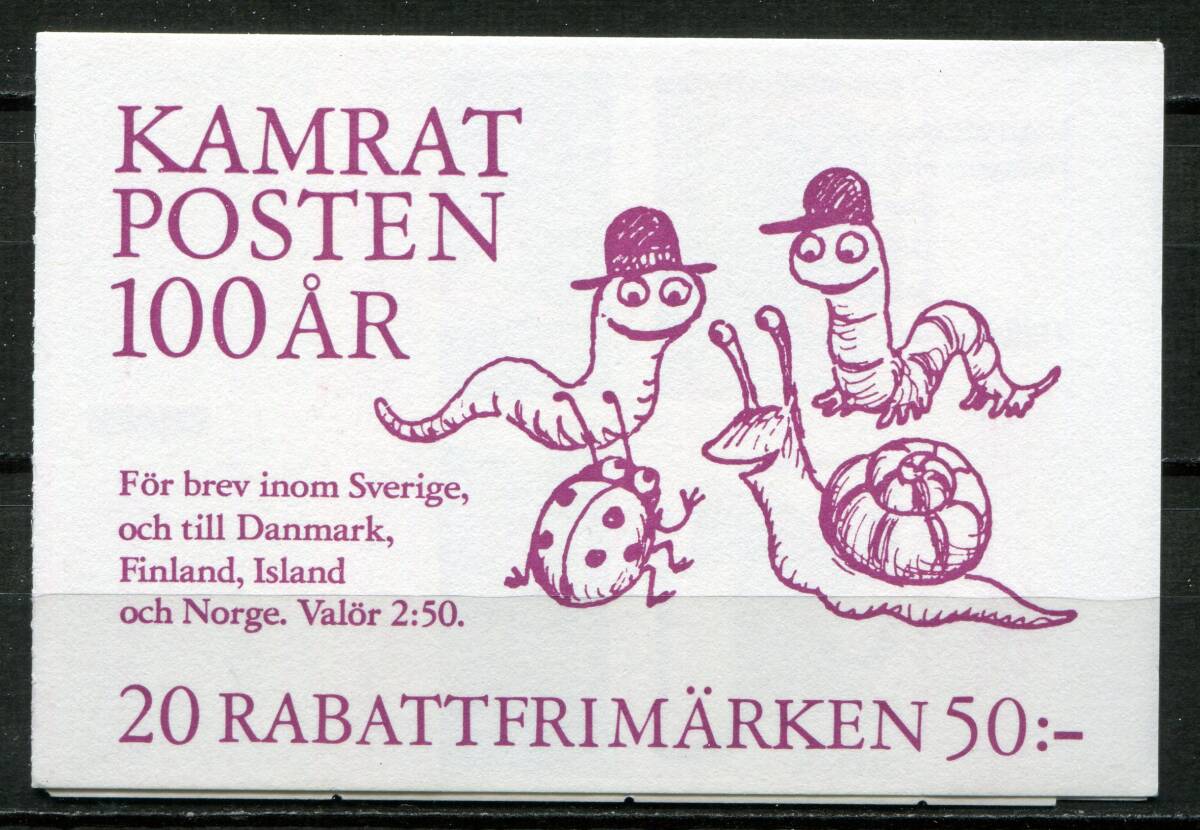 KAMRAT
POSTEN
100 ÅR
För brev inom Sverige,
och till Danmark,
Finland, Island
och Norge. Valör 2:50.
20 RABATTFRIMÄRKEN 50:–